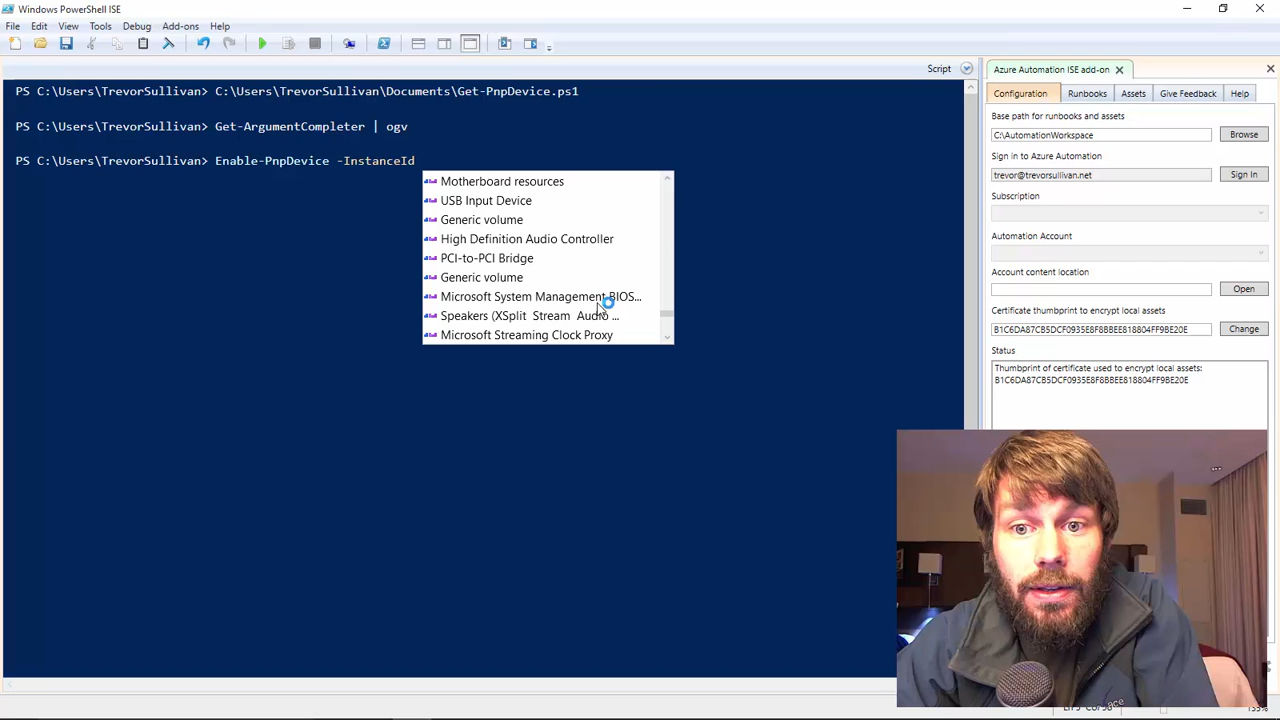 Windows PowerShell ISE
File Edit View Tools Debug Add-ons Help
Script
PS C:\Users\TrevorSullivan> C:\Users\TrevorSullivan\Documents\Get-PnpDevice.ps1
PS C:\Users\TrevorSullivan> Get-ArgumentCompleter | ogv
PS C:\Users\TrevorSullivan> Enable-PnpDevice -InstanceId
Motherboard resources
USB Input Device
Generic volume
High Definition Audio Controller
PCI-to-PCI Bridge
Generic volume
Microsoft System Management BIOS...
Speakers (XSplit Stream Audio ...
Microsoft Streaming Clock Proxy
Azure Automation ISE add-on
Configuration Runbooks Assets Give Feedback Help
Base path for runbooks and assets
C:\AutomationWorkspace Browse
Sign in to Azure Automation
trevor@trevorsullivan.net Sign In
Subscription
Automation Account
Account content location
Open
Certificate thumbprint to encrypt local assets
B1C6DA87CB5DCF0935E8F8BBEE818804FF9BE20E Change
Status
Thumbprint of certificate used to encrypt local assets:
B1C6DA87CB5DCF0935E8F8BBEE818804FF9BE20E